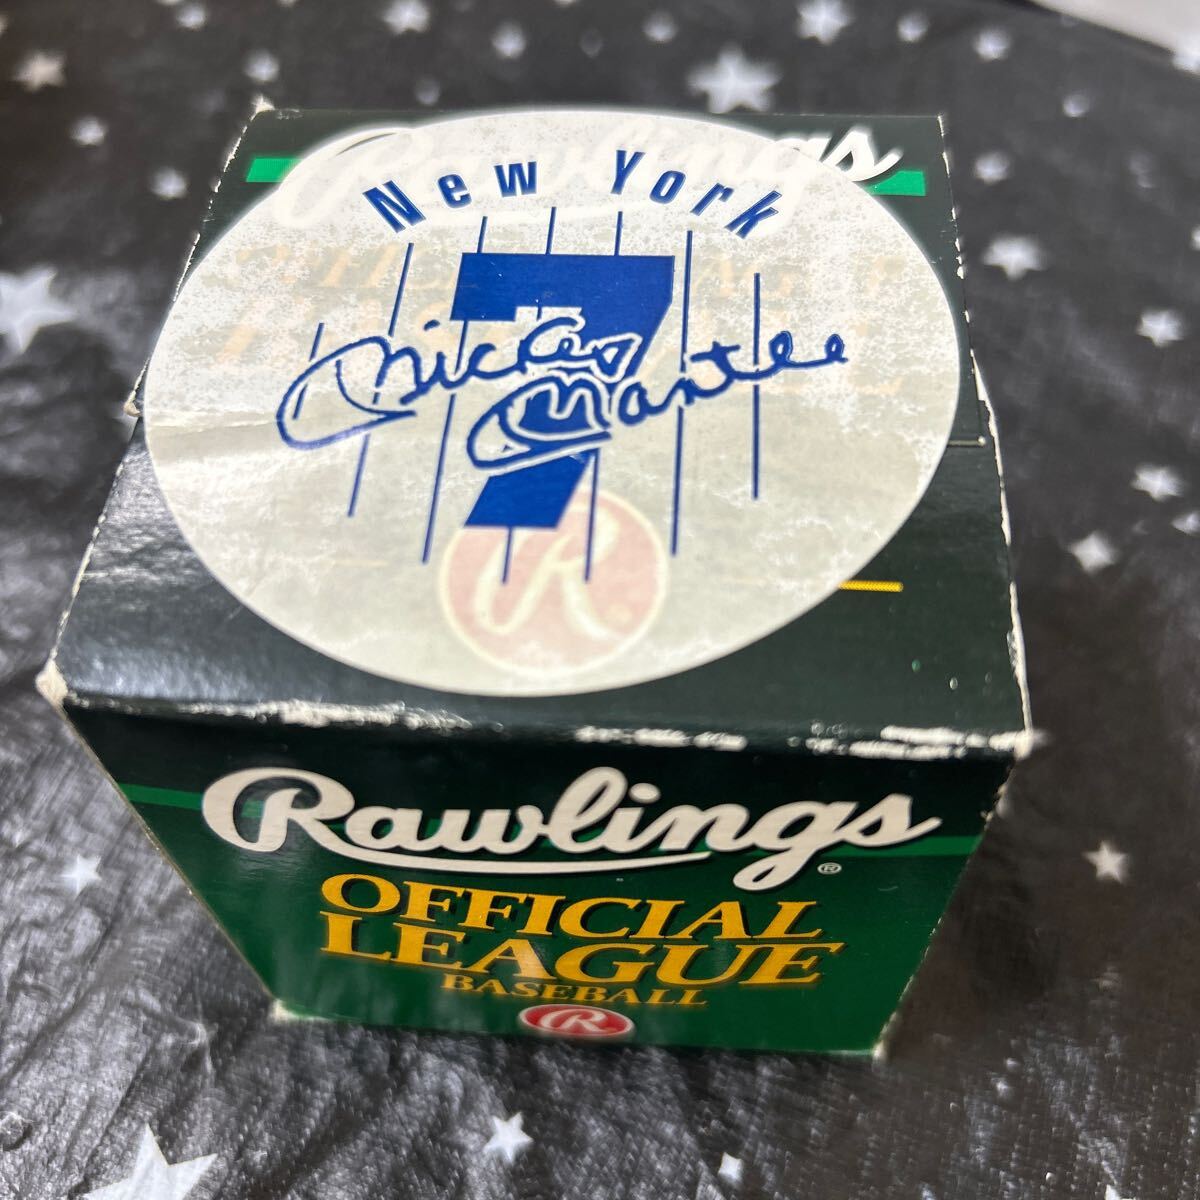 Rawlings
New York
7
Mickey Mantle
R
Rawlings®
OFFICIAL
LEAGUE
BASEBALL
R